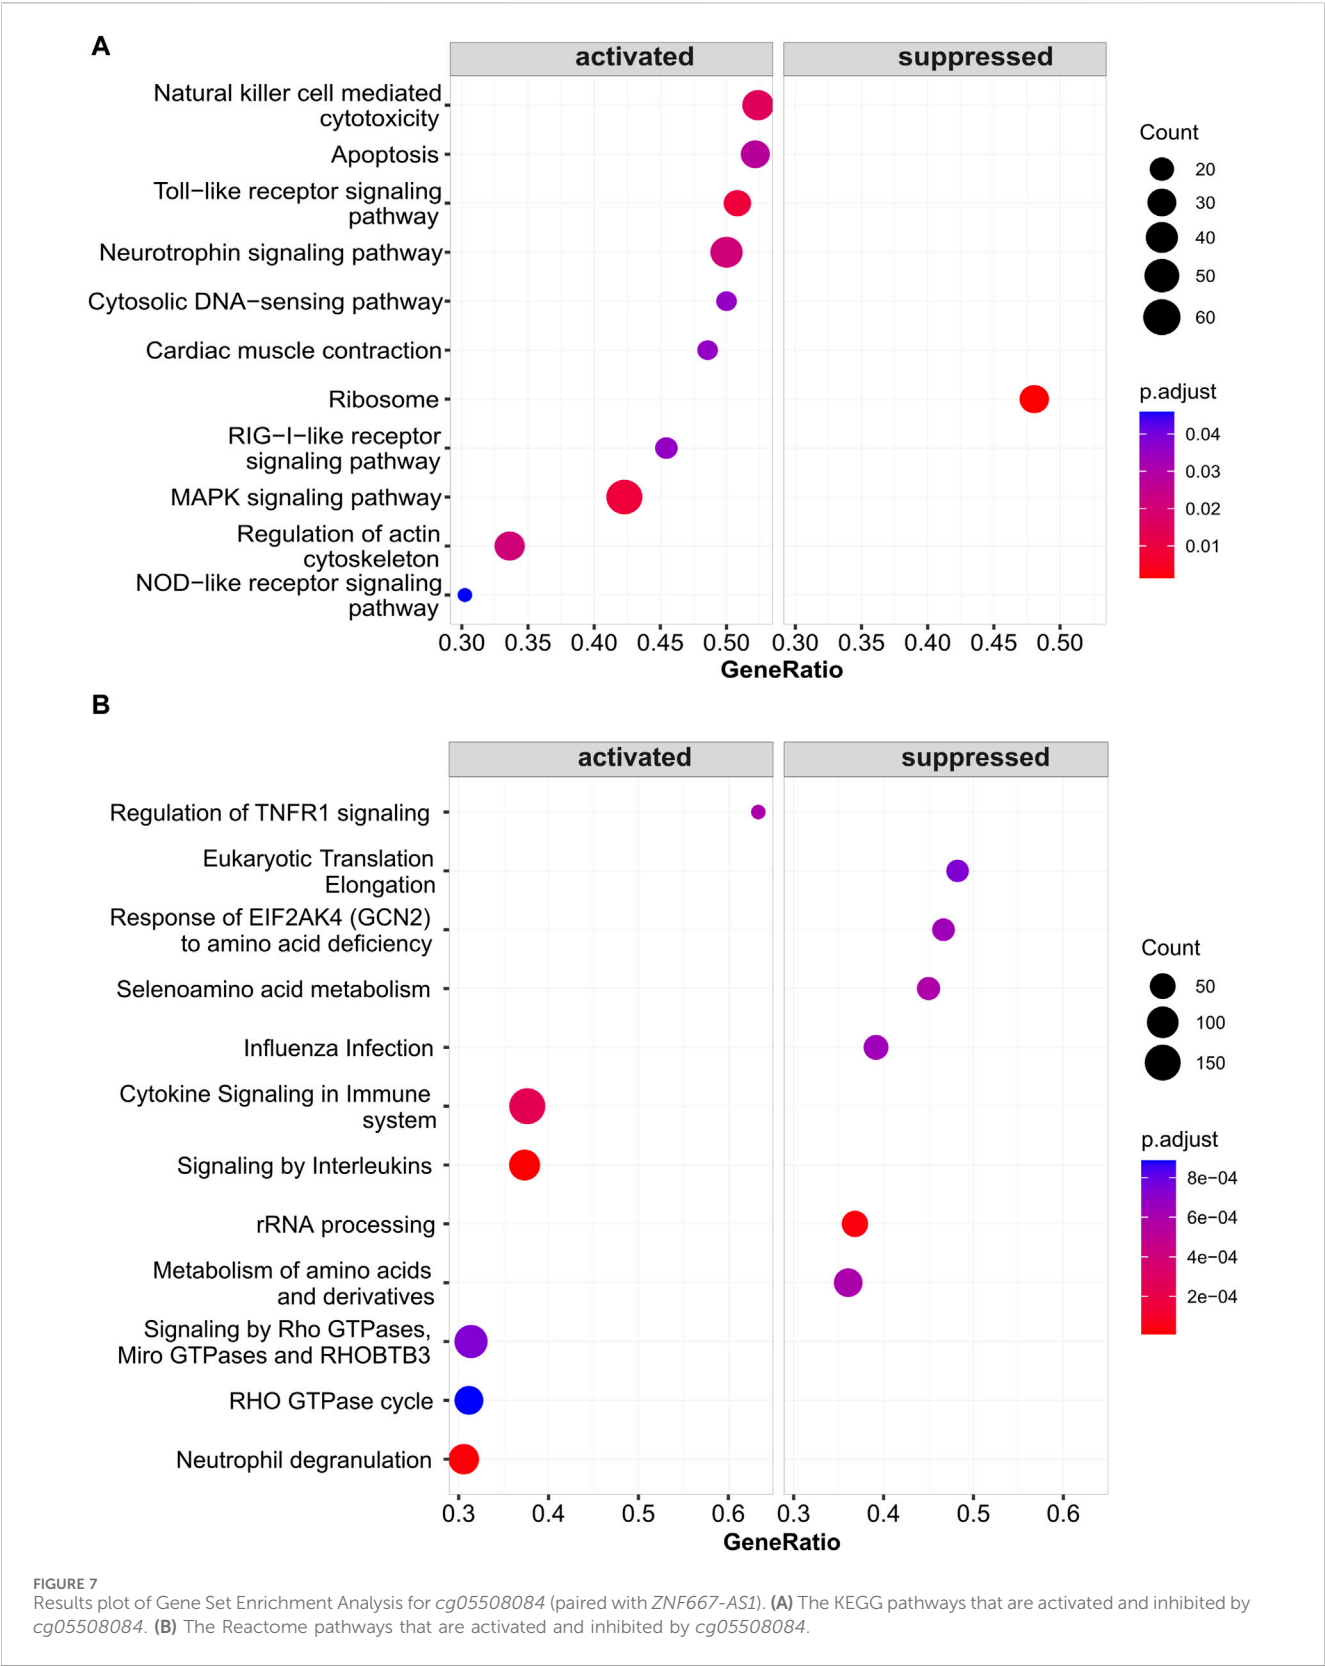 A
activated
suppressed
Natural killer cell mediated
cytotoxicity
Apoptosis
Toll−like receptor signaling
pathway
Neurotrophin signaling pathway
Cytosolic DNA−sensing pathway
Cardiac muscle contraction
Ribosome
RIG−I−like receptor
signaling pathway
MAPK signaling pathway
Regulation of actin
cytoskeleton
NOD−like receptor signaling
pathway
0.30 0.35 0.40 0.45 0.50 0.30 0.35 0.40 0.45 0.50
GeneRatio
Count
20
30
40
50
60
p.adjust
0.04
0.03
0.02
0.01
B
activated
suppressed
Regulation of TNFR1 signaling
Eukaryotic Translation
Elongation
Response of EIF2AK4 (GCN2)
to amino acid deficiency
Selenoamino acid metabolism
Influenza Infection
Cytokine Signaling in Immune
system
Signaling by Interleukins
rRNA processing
Metabolism of amino acids
and derivatives
Signaling by Rho GTPases,
Miro GTPases and RHOBTB3
RHO GTPase cycle
Neutrophil degranulation
0.3 0.4 0.5 0.6 0.3 0.4 0.5 0.6
GeneRatio
Count
50
100
150
p.adjust
8e−04
6e−04
4e−04
2e−04
FIGURE 7
Results plot of Gene Set Enrichment Analysis for cg05508084 (paired with ZNF667-AS1). (A) The KEGG pathways that are activated and inhibited by
cg05508084. (B) The Reactome pathways that are activated and inhibited by cg05508084.